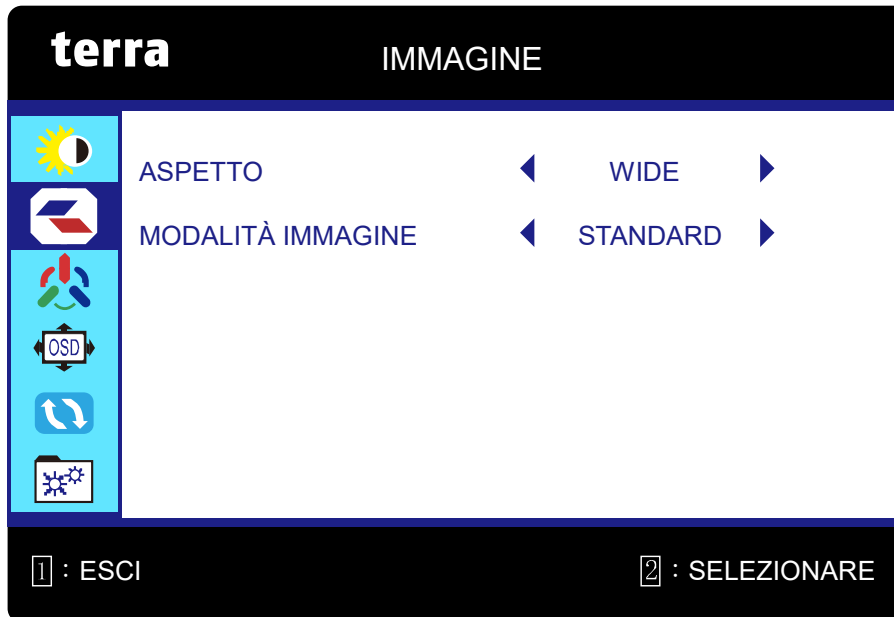 terra
IMMAGINE
ASPETTO WIDE
MODALITÀ IMMAGINE STANDARD
OSD
1 : ESCI
2 : SELEZIONARE